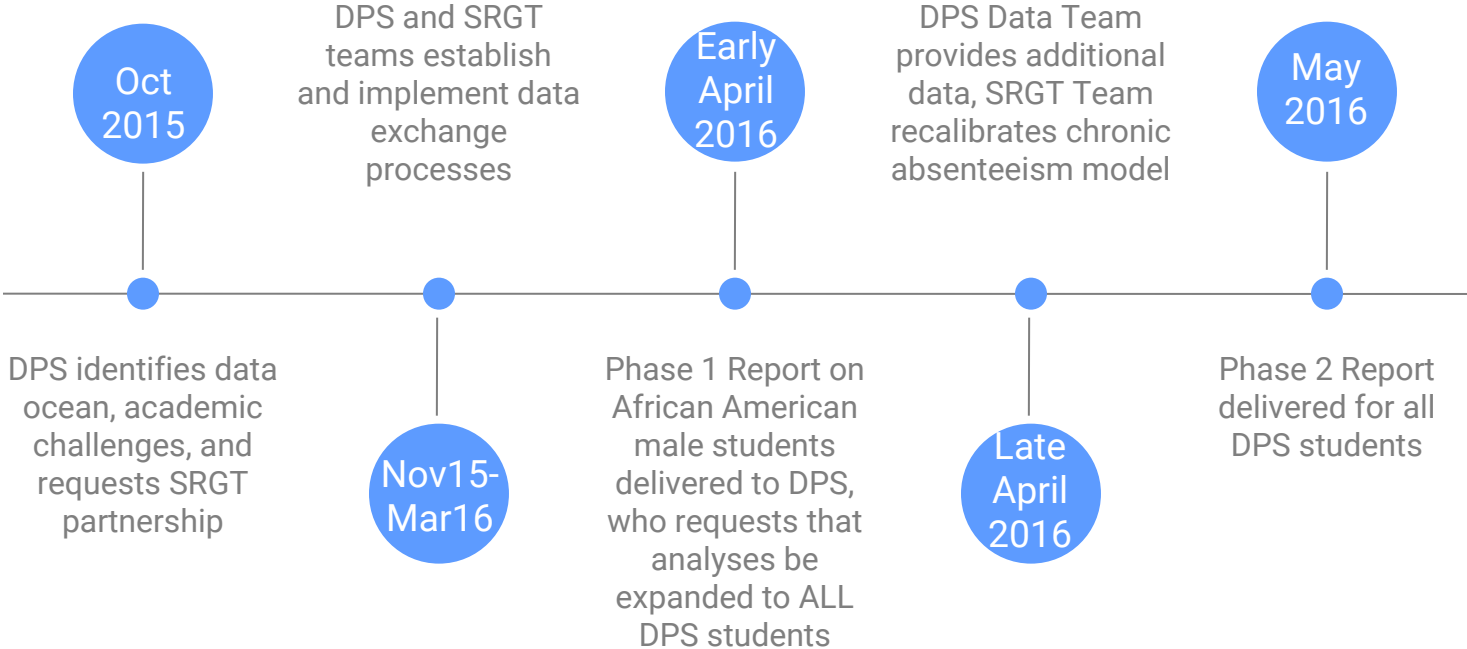 Oct
2015
DPS identifies data
ocean, academic
challenges, and
requests SRGT
partnership
DPS and SRGT
teams establish
and implement data
exchange
processes
Nov15-
Mar16
Early
April
2016
Phase 1 Report on
African American
male students
delivered to DPS,
who requests that
analyses be
expanded to ALL
DPS students
DPS Data Team
provides additional
data, SRGT Team
recalibrates chronic
absenteeism model
Late
April
2016
May
2016
Phase 2 Report
delivered for all
DPS students